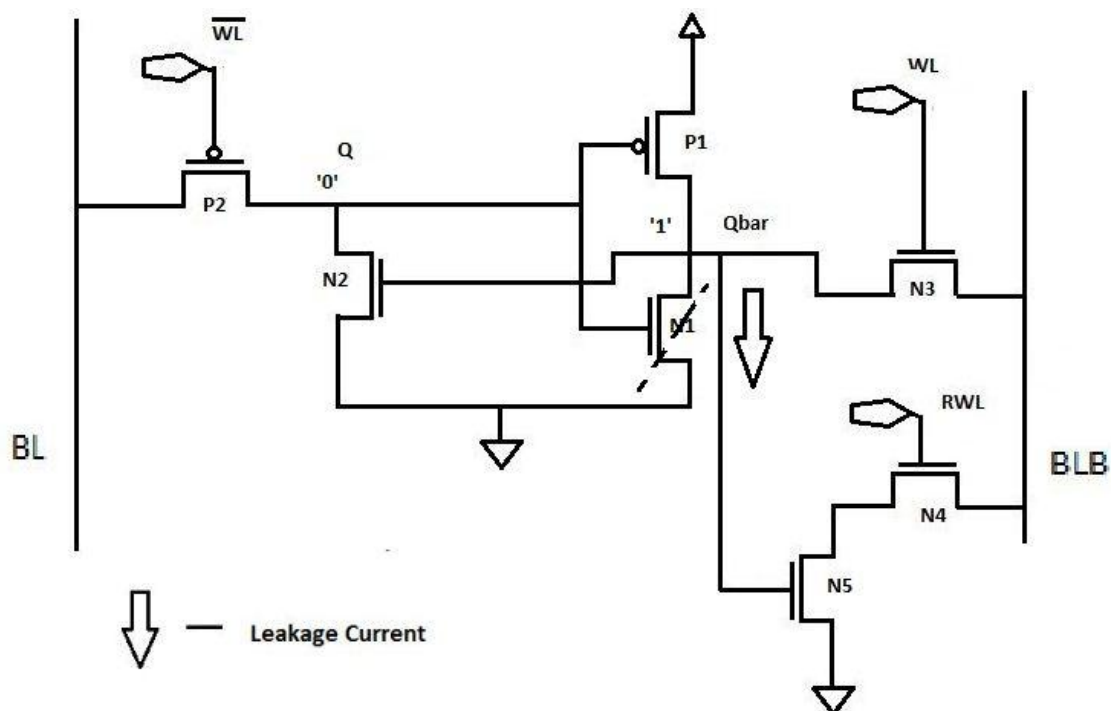 WL
WL
P1
Q
'0'
P2
'1'
Qbar
N2
N3
N1
RWL
BL
BLB
N4
N5
— Leakage Current